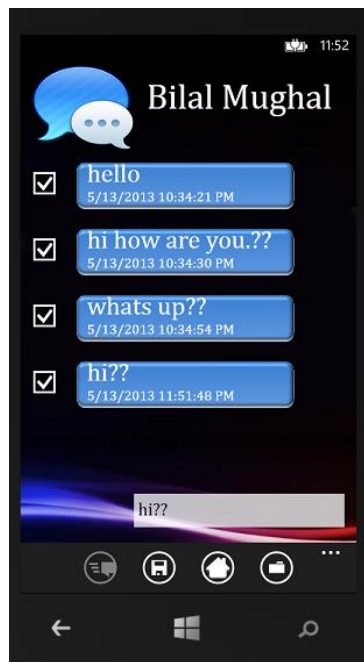 11:52
Bilal Mughal
hello
5/13/2013 10:34:21 PM
hi how are you.??
5/13/2013 10:34:30 PM
whats up??
5/13/2013 10:34:54 PM
hi??
5/13/2013 11:51:48 PM
hi??